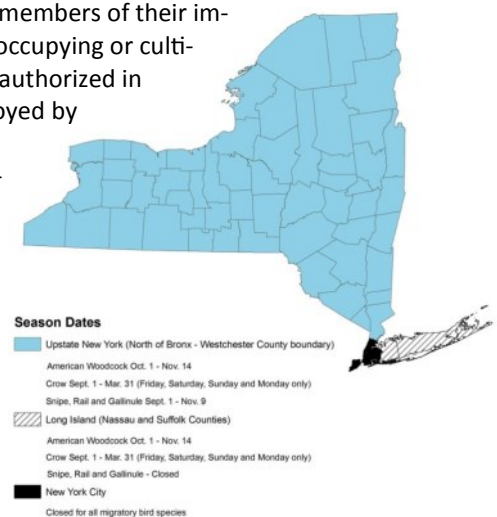 members of their im-
occupying or culti-
authorized in
oyed by
Season Dates
Upstate New York (North of Bronx - Westchester County boundary)
American Woodcock Oct. 1 - Nov. 14
Crow Sept. 1 - Mar. 31 (Friday, Saturday, Sunday and Monday only)
Snipe, Rail and Gallinule Sept. 1 - Nov. 9
Long Island (Nassau and Suffolk Counties)
American Woodcock Oct. 1 - Nov. 14
Crow Sept. 1 - Mar. 31 (Friday, Saturday, Sunday and Monday only)
Snipe, Rail and Gallinule - Closed
New York City
Closed for all migratory bird species